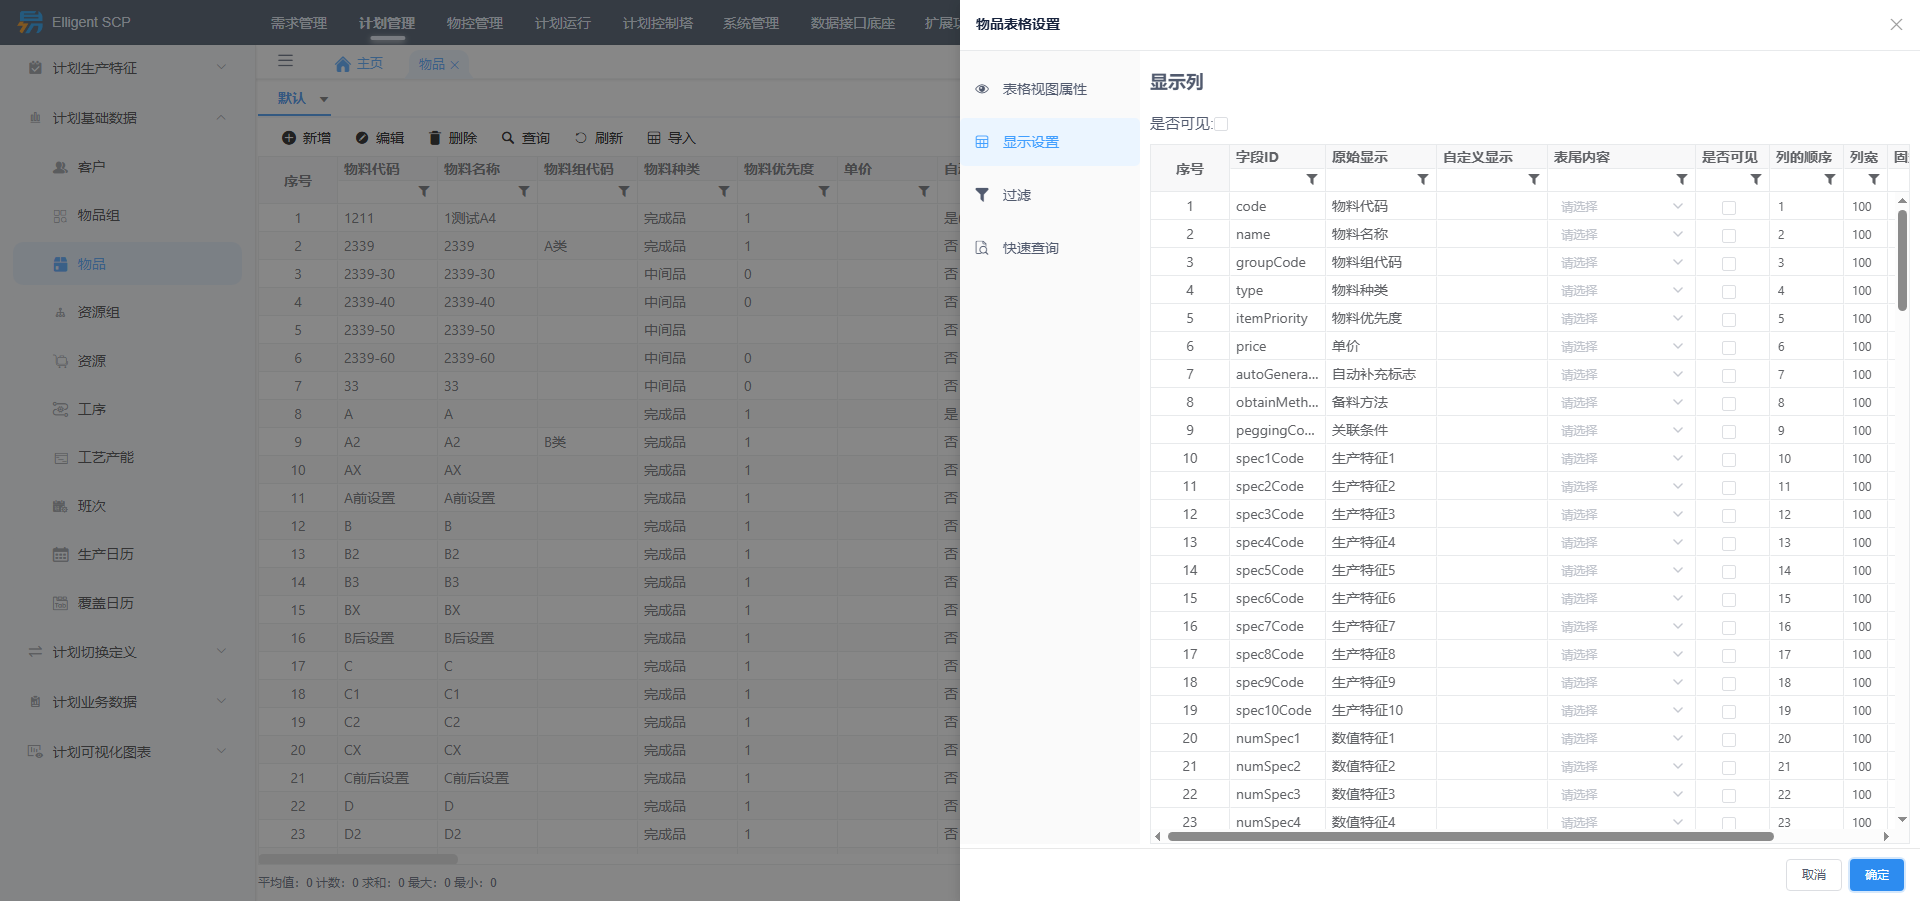 Elligent SCP
需求管理 计划管理 物控管理 计划运行 计划控制塔 系统管理 数据接口底座
计划生产特征
计划基础数据
客户
物品组
物品
资源组
资源
工序
工艺产能
班次
生产日历
覆盖日历
计划切换定义
计划业务数据
计划可视化图表
主页 物品
默认
新增 编辑 删除 查询 刷新 导入
序号 物料代码 物料名称 物料组代码 物料种类 物料优先度 单价
1 1211 1测试A4 完成品 1 是
2 2339 2339 A类 完成品 1 否
3 2339-30 2339-30 中间品 0 否
4 2339-40 2339-40 中间品 0 否
5 2339-50 2339-50 中间品 否
6 2339-60 2339-60 中间品 0 否
7 33 33 中间品 0 否
8 A A 完成品 1 是
9 A2 A2 B类 完成品 1 否
10 AX AX 完成品 1 否
11 A前设置 A前设置 完成品 1 否
12 B B 完成品 1 否
13 B2 B2 完成品 1 否
14 B3 B3 完成品 1 否
15 BX BX 完成品 1 否
16 B后设置 B后设置 完成品 1 否
17 C C 完成品 1 否
18 C1 C1 完成品 1 否
19 C2 C2 完成品 1 否
20 CX CX 完成品 1 否
21 C前后设置 C前后设置 完成品 1 否
22 D D 完成品 1 否
23 D2 D2 完成品 1 否
平均值: 0 计数: 0 求和: 0 最大: 0 最小: 0
物品表格设置
表格视图属性
显示设置
过滤
快速查询
显示列
是否可见:
序号 字段ID 原始显示 自定义显示 表尾内容 是否可见 列的顺序 列宽 固
1 code 物料代码 请选择 1 100
2 name 物料名称 请选择 2 100
3 groupCode 物料组代码 请选择 3 100
4 type 物料种类 请选择 4 100
5 itemPriority 物料优先度 请选择 5 100
6 price 单价 请选择 6 100
7 autoGenera... 自动补充标志 请选择 7 100
8 obtainMeth... 备料方法 请选择 8 100
9 peggingCo... 关联条件 请选择 9 100
10 spec1Code 生产特征1 请选择 10 100
11 spec2Code 生产特征2 请选择 11 100
12 spec3Code 生产特征3 请选择 12 100
13 spec4Code 生产特征4 请选择 13 100
14 spec5Code 生产特征5 请选择 14 100
15 spec6Code 生产特征6 请选择 15 100
16 spec7Code 生产特征7 请选择 16 100
17 spec8Code 生产特征8 请选择 17 100
18 spec9Code 生产特征9 请选择 18 100
19 spec10Code 生产特征10 请选择 19 100
20 numSpec1 数值特征1 请选择 20 100
21 numSpec2 数值特征2 请选择 21 100
22 numSpec3 数值特征3 请选择 22 100
23 numSpec4 数值特征4 请选择 23 100
取消 确定